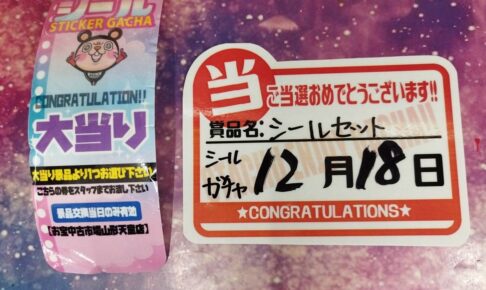 シール
STICKER GACHA
CONGRATULATION!!
大当り
大当り景品より1つお選び下さい
こちらの券をスタッフまでお渡し下さい
景品交換当日のみ有効
【お宝中古市場山形天童店】
当
ご当選おめでとうございます!!
賞品名:シールセット
シール
ガチャ 12月18日
★CONGRATULATIONS★